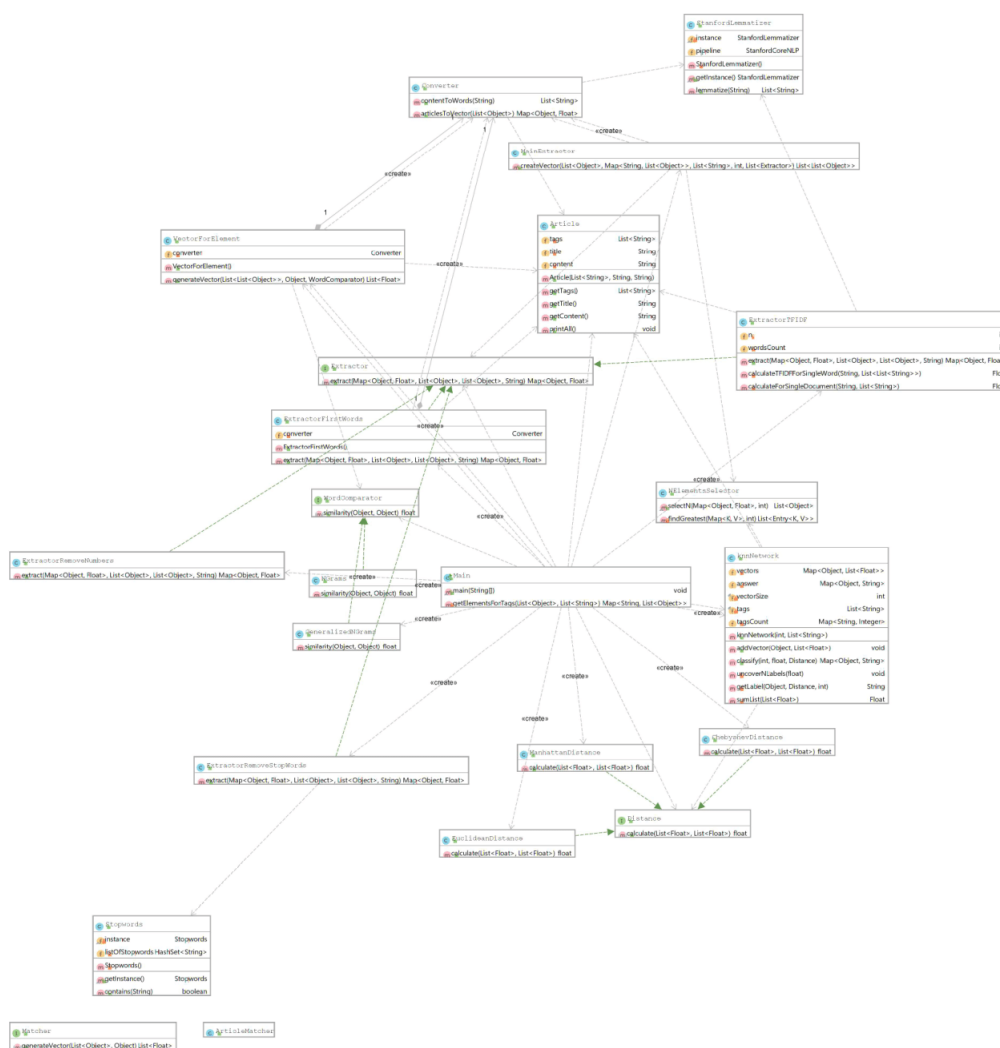 StanfordLemmatizer
instance StanfordLemmatizer
pipeline StanfordCoreNLP
StanfordLemmatizer()
getInstance() StanfordLemmatizer
lemmatize(String) List<String>
Converter
contentToWords(String) List<String>
articlesToVector(List<Object>) Map<Object, Float>
1
1
«create»
MainExtractor
createVector(List<Object>, Map<String, List<Object>>, List<String>, int, List<Extractor>) List<List<Object>>
«create»
1
Article
tags List<String>
title String
content String
Article(List<String>, String, String)
getTags() List<String>
getTitle() String
getContent() String
printAll() void
VectorForElement
converter Converter
VectorForElement()
generateVector(List<List<Object>>, Object, WordComparator) List<Float>
«create»
ExtractorTFIDF
n
wordsCount
extract(Map<Object, Float>, List<Object>, List<Object>, String) Map<Object, Floa
calculateTFIDFForSingleWord(String, List<List<String>>) Flo
calculateForSingleDocument(String, List<String>) Flo
Extractor
extract(Map<Object, Float>, List<Object>, List<Object>, String) Map<Object, Float>
1
ExtractorFirstWords
«create»
converter Converter
ExtractorFirstWords()
extract(Map<Object, Float>, List<Object>, List<Object>, String) Map<Object, Float>
«create»
NElementsSelector
selectN(Map<Object, Float>, int) List<Object>
findGreatest(Map<K, V>, int) List<Entry<K, V>>
WordComparator
similarity(Object, Object) float
«create»
ExtractorRemoveNumbers
extract(Map<Object, Float>, List<Object>, List<Object>, String) Map<Object, Float>
NGrams
«create»
similarity(Object, Object) float
«create»
Main
main(String[]) void
getElementsForTags(List<Object>, List<String>) Map<String, List<Object>>
«create»
KnnNetwork
vectors Map<Object, List<Float>>
answer Map<Object, String>
vectorSize int
tags List<String>
tagsCount Map<String, Integer>
KnnNetwork(int, List<String>)
addVector(Object, List<Float>) void
classify(int, float, Distance) Map<Object, String>
uncoverNLabels(float) void
getLabel(Object, Distance, int) String
sumList(List<Float>) Float
GeneralizedNGrams
similarity(Object, Object) float
«create»
«create»
«create»
«create»
«create»
ChebyshevDistance
calculate(List<Float>, List<Float>) float
ManhattanDistance
calculate(List<Float>, List<Float>) float
ExtractorRemoveStopWords
extract(Map<Object, Float>, List<Object>, List<Object>, String) Map<Object, Float>
Distance
calculate(List<Float>, List<Float>) float
EuclideanDistance
calculate(List<Float>, List<Float>) float
Stopwords
instance Stopwords
listOfStopwords HashSet<String>
Stopwords()
getInstance() Stopwords
contains(String) boolean
Matcher
generateVector(List<Object>, Object) List<Float>
ArticleMatcher